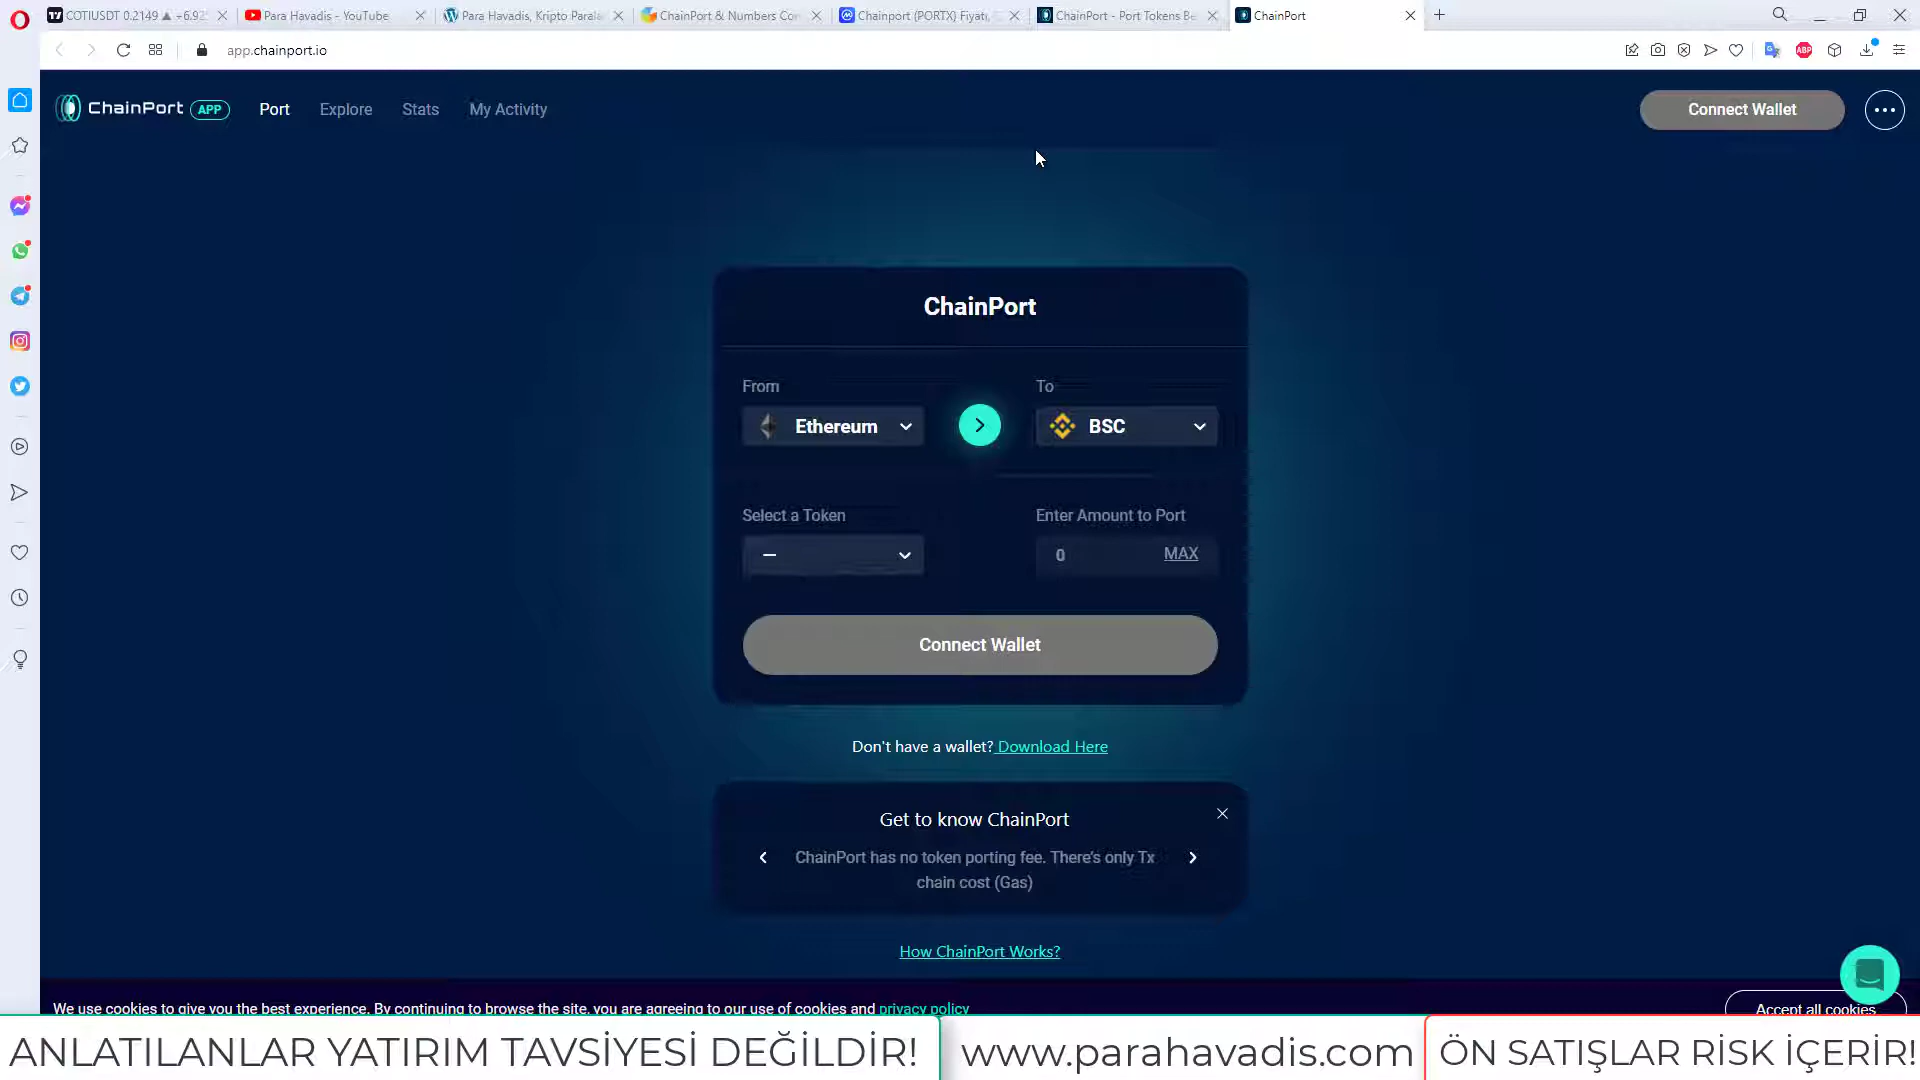 COTIUSDT 0.2149 ▲ +6.92
Para Havadis - YouTube
Para Havadis, Kripto Parala
ChainPort & Numbers Co
Chainport (PORTX) Fiyatı,
ChainPort - Port Tokens Be
ChainPort
app.chainport.io
ABP
ChainPort APP
Port
Explore
Stats
My Activity
Connect Wallet
ChainPort
From
To
Ethereum
BSC
Select a Token
Enter Amount to Port
—
0
MAX
Connect Wallet
Don't have a wallet? Download Here
Get to know ChainPort
ChainPort has no token porting fee. There's only Tx
chain cost (Gas)
How ChainPort Works?
We use cookies to give you the best experience. By continuing to browse the site, you are agreeing to our use of cookies and privacy policy
Accept all cookies
ANLATILANLAR YATIRIM TAVSİYESİ DEĞİLDİR!
www.parahavadis.com
ÖN SATIŞLAR RİSK İÇERİR!